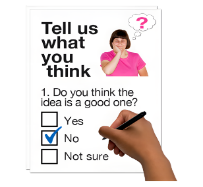 Tell us
what
you
think
?
1. Do you think the
idea is a good one?
Yes
No
Not sure